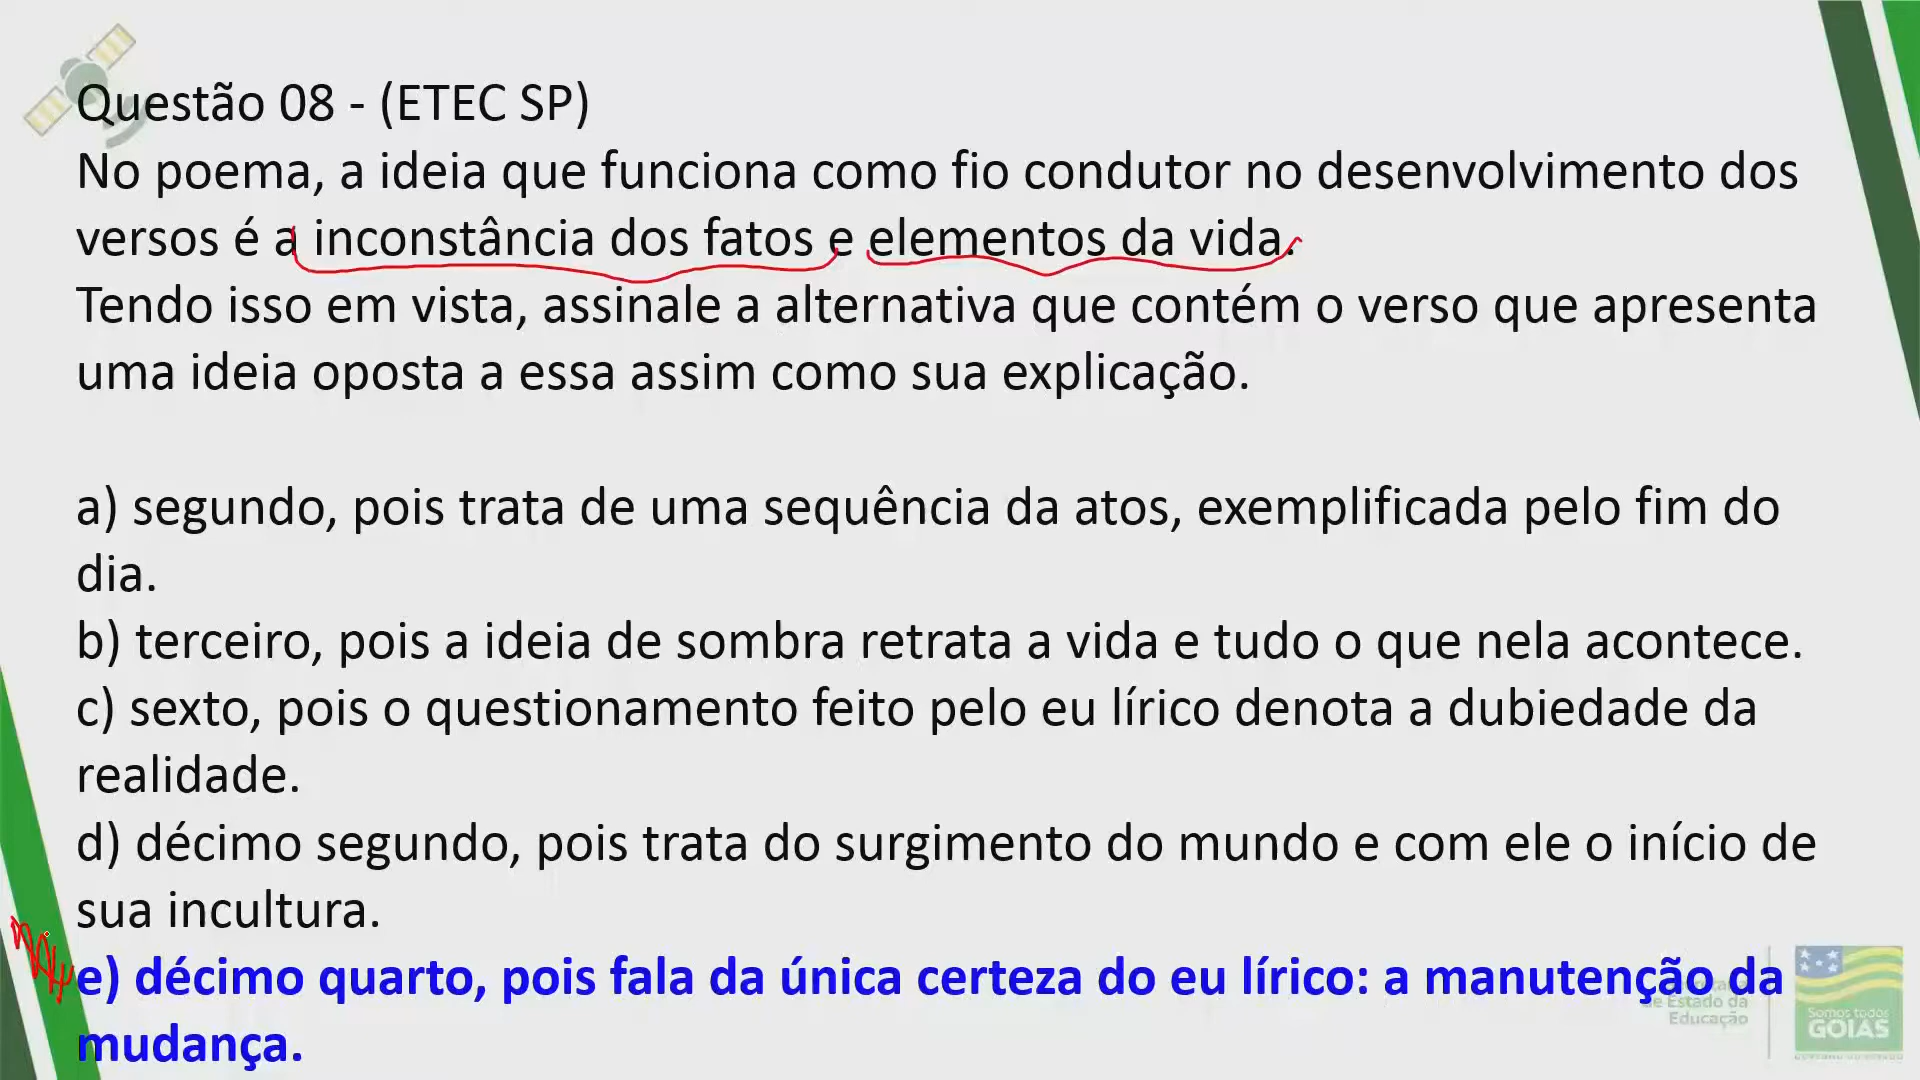 Questão 08 - (ETEC SP)
No poema, a ideia que funciona como fio condutor no desenvolvimento dos
versos é a inconstância dos fatos e elementos da vida.
Tendo isso em vista, assinale a alternativa que contém o verso que apresenta
uma ideia oposta a essa assim como sua explicação.
a) segundo, pois trata de uma sequência da atos, exemplificada pelo fim do
dia.
b) terceiro, pois a ideia de sombra retrata a vida e tudo o que nela acontece.
c) sexto, pois o questionamento feito pelo eu lírico denota a dubiedade da
realidade.
d) décimo segundo, pois trata do surgimento do mundo e com ele o início de
sua incultura.
e) décimo quarto, pois fala da única certeza do eu lírico: a manutenção da
mudança.
de Estado da
Educação
Somos todos
GOIÁS